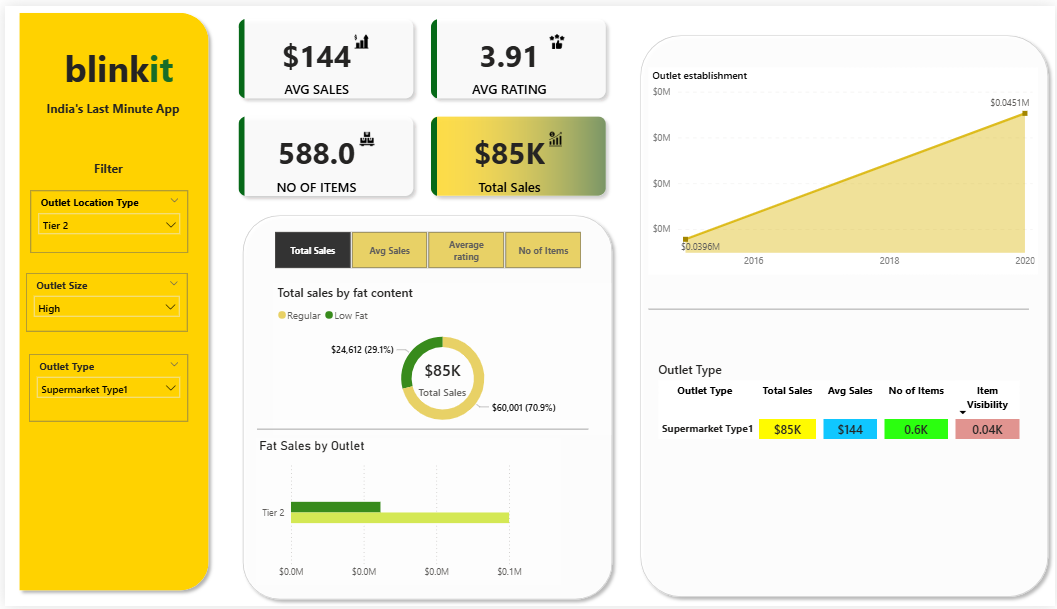 blinkit
India's Last Minute App
Filter
Outlet Location Type
Tier 2
Outlet Size
High
Outlet Type
Supermarket Type1
$144
AVG SALES
3.91
AVG RATING
588.0
NO OF ITEMS
$85K
Total Sales
Total Sales
Avg Sales
Average
rating
No of Items
Total sales by fat content
Regular Low Fat
$24,612 (29.1%)
$85K
Total Sales
$60,001 (70.9%)
Fat Sales by Outlet
Tier 2
$0.0M $0.0M $0.0M $0.1M
Outlet establishment
$0M
$0.0451M
$0M
$0M
$0M
$0.0396M
2016 2018 2020
Outlet Type
Outlet Type Total Sales Avg Sales No of Items Item
Visibility
Supermarket Type1 $85K $144 0.6K 0.04K